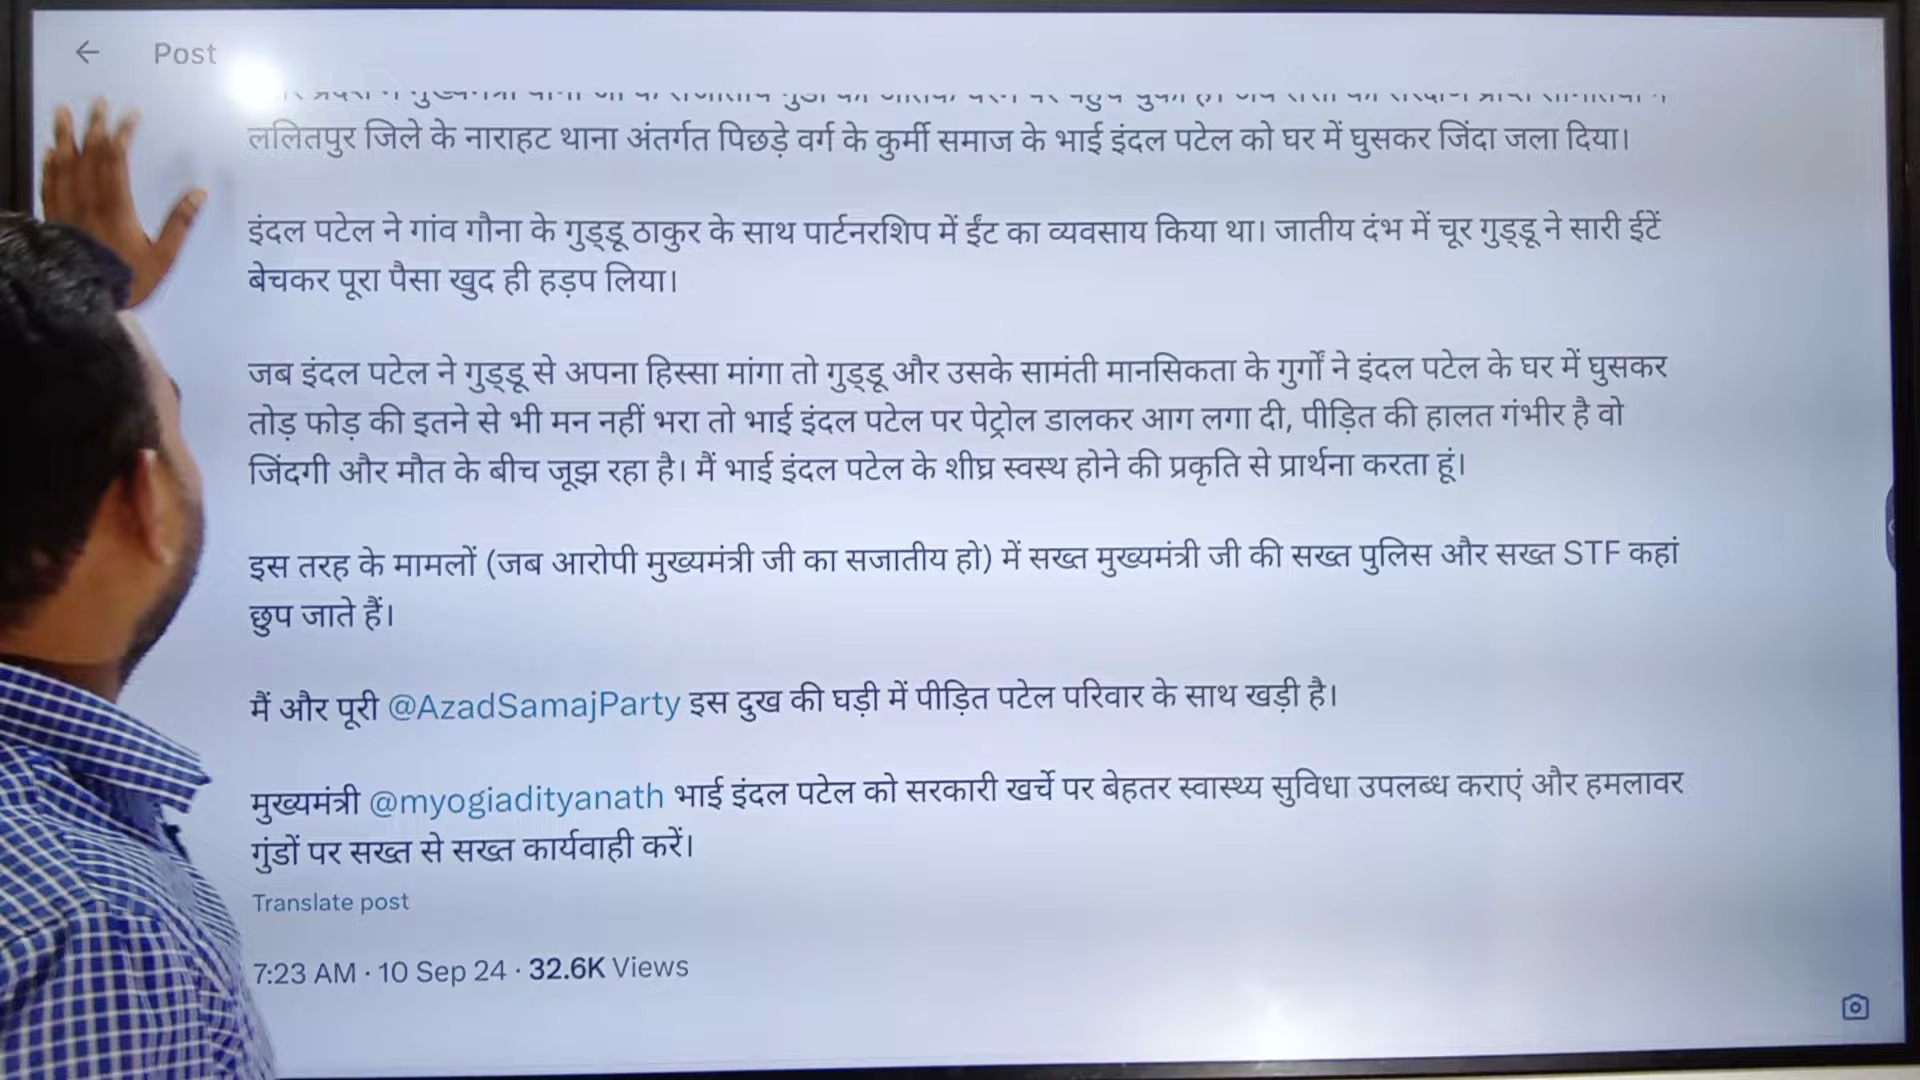 Post
ललितपुर जिले के नाराहट थाना अंतर्गत पिछड़े वर्ग के कुर्मी समाज के भाई इंदल पटेल को घर में घुसकर जिंदा जला दिया।
इंदल पटेल ने गांव गौना के गुड्डू ठाकुर के साथ पार्टनरशिप में ईंट का व्यवसाय किया था। जातीय दंभ में चूर गुड्डू ने सारी ईटें
बेचकर पूरा पैसा खुद ही हड़प लिया।
जब इंदल पटेल ने गुड्डू से अपना हिस्सा मांगा तो गुड्डू और उसके सामंती मानसिकता के गुर्गों ने इंदल पटेल के घर में घुसकर
तोड़ फोड़ की इतने से भी मन नहीं भरा तो भाई इंदल पटेल पर पेट्रोल डालकर आग लगा दी, पीड़ित की हालत गंभीर है वो
जिंदगी और मौत के बीच जूझ रहा है। मैं भाई इंदल पटेल के शीघ्र स्वस्थ होने की प्रकृति से प्रार्थना करता हूं।
इस तरह के मामलों (जब आरोपी मुख्यमंत्री जी का सजातीय हो) में सख्त मुख्यमंत्री जी की सख्त पुलिस और सख्त STF कहां
छुप जाते हैं।
मैं और पूरी @AzadSamajParty इस दुख की घड़ी में पीड़ित पटेल परिवार के साथ खड़ी है।
मुख्यमंत्री @myogiadityanath भाई इंदल पटेल को सरकारी खर्चे पर बेहतर स्वास्थ्य सुविधा उपलब्ध कराएं और हमलावर
गुंडों पर सख्त से सख्त कार्यवाही करें।
Translate post
7:23 AM · 10 Sep 24 · 32.6K Views